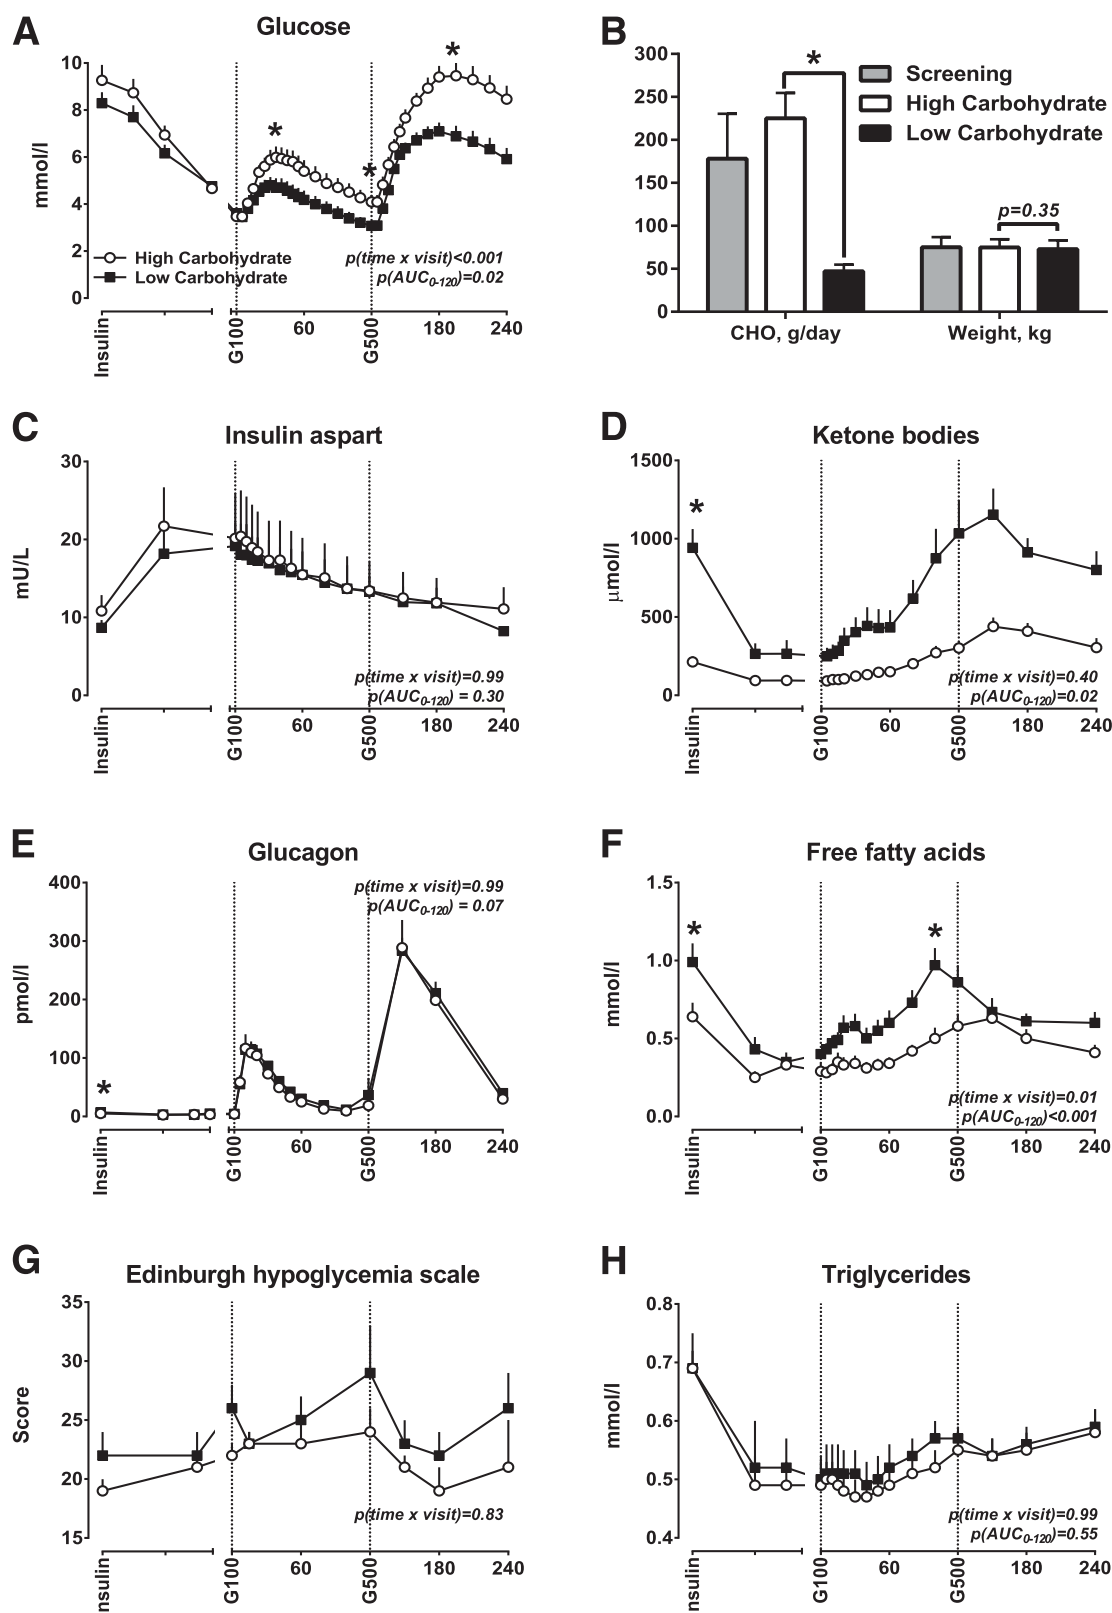 A
Glucose
mmol/l
10
8
6
4
2
0
*
*
*
High Carbohydrate
Low Carbohydrate
p(time x visit)<0.001
p(AUC0-120)=0.02
Insulin
G100
60
G500
180
240
B
300
250
200
150
100
50
0
*
Screening
High Carbohydrate
Low Carbohydrate
p=0.35
CHO, g/day
Weight, kg
C
Insulin aspart
mU/L
30
20
10
0
p(time x visit)=0.99
p(AUC0-120) = 0.30
Insulin
G100
60
G500
180
240
D
Ketone bodies
μmol/l
1500
1000
500
0
*
p(time x visit)=0.40
p(AUC0-120)=0.02
Insulin
G100
60
G500
180
240
E
Glucagon
pmol/l
400
300
200
100
0
*
p(time x visit)=0.99
p(AUC0-120) = 0.07
Insulin
G100
60
G500
180
240
F
Free fatty acids
mmol/l
1.5
1.0
0.5
0.0
*
*
p(time x visit)=0.01
p(AUC0-120)<0.001
Insulin
G100
60
G500
180
240
G
Edinburgh hypoglycemia scale
Score
35
30
25
20
15
p(time x visit)=0.83
nsulin
G100
60
G500
180
240
H
Triglycerides
mmol/l
0.8
0.7
0.6
0.5
0.4
p(time x visit)=0.99
p(AUC0-120)=0.55
nsulin
G100
60
G500
180
240